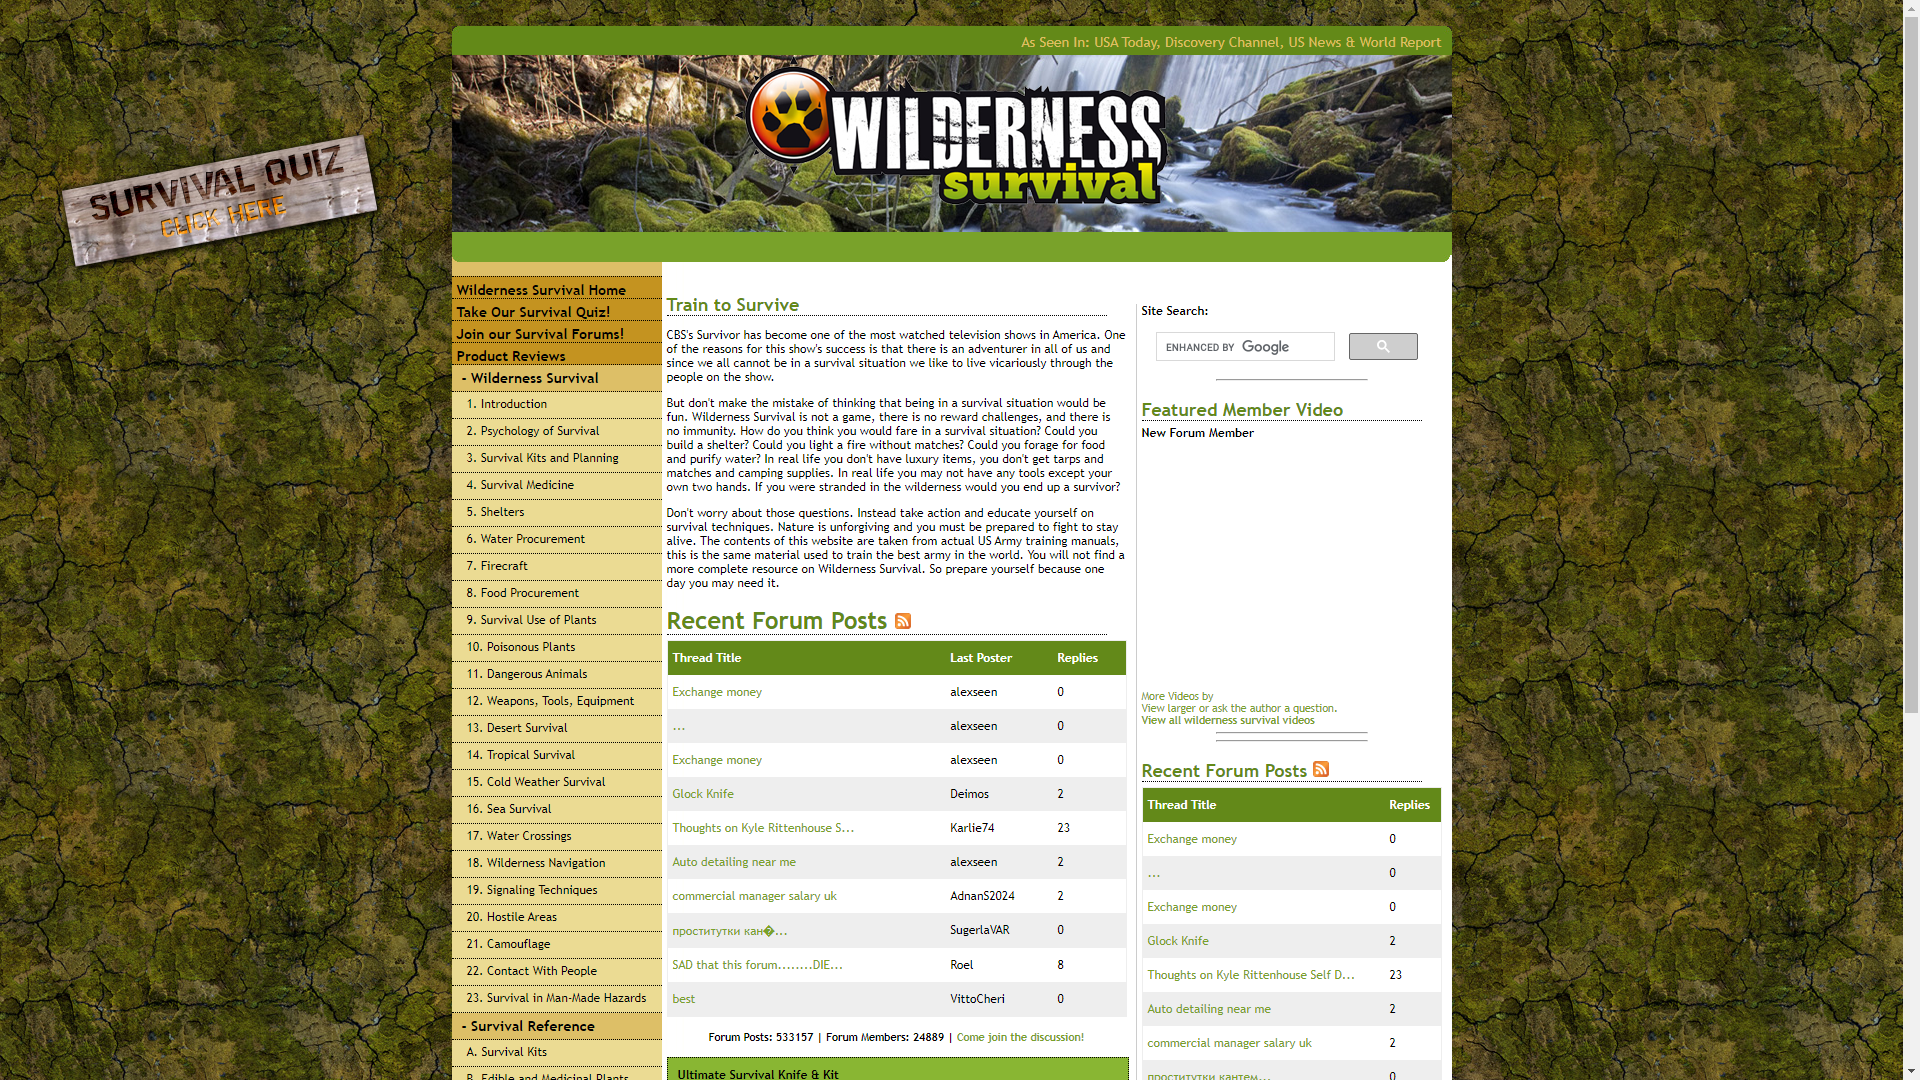 As Seen In: USA Today, Discovery Channel, US News & World Report
WILDERNESS
survival
SURVIVAL QUIZ
CLICK HERE
Wilderness Survival Home
Take Our Survival Quiz!
Join our Survival Forums!
Product Reviews
- Wilderness Survival
1. Introduction
2. Psychology of Survival
3. Survival Kits and Planning
4. Survival Medicine
5. Shelters
6. Water Procurement
7. Firecraft
8. Food Procurement
9. Survival Use of Plants
10. Poisonous Plants
11. Dangerous Animals
12. Weapons, Tools, Equipment
13. Desert Survival
14. Tropical Survival
15. Cold Weather Survival
16. Sea Survival
17. Water Crossings
18. Wilderness Navigation
19. Signaling Techniques
20. Hostile Areas
21. Camouflage
22. Contact With People
23. Survival in Man-Made Hazards
- Survival Reference
A. Survival Kits
B. Edible and Medicinal Plants
Train to Survive
CBS's Survivor has become one of the most watched television shows in America. One
of the reasons for this show's success is that there is an adventurer in all of us and
since we all cannot be in a survival situation we like to live vicariously through the
people on the show.
But don't make the mistake of thinking that being in a survival situation would be
fun. Wilderness Survival is not a game, there is no reward challenges, and there is
no immunity. How do you think you would fare in a survival situation? Could you
build a shelter? Could you light a fire without matches? Could you forage for food
and purify water? In real life you don't have luxury items, you don't get tarps and
matches and camping supplies. In real life you may not have any tools except your
own two hands. If you were stranded in the wilderness would you end up a survivor?
Don't worry about those questions. Instead take action and educate yourself on
survival techniques. Nature is unforgiving and you must be prepared to fight to stay
alive. The contents of this website are taken from actual US Army training manuals,
this is the same material used to train the best army in the world. You will not find a
more complete resource on Wilderness Survival. So prepare yourself because one
day you may need it.
Recent Forum Posts
Thread Title Last Poster Replies
Exchange money alexseen 0
... alexseen 0
Exchange money alexseen 0
Glock Knife Deimos 2
Thoughts on Kyle Rittenhouse S... Karlie74 23
Auto detailing near me alexseen 2
commercial manager salary uk AdnanS2024 2
проститутки кан�... SugerlaVAR 0
SAD that this forum........DIE... Roel 8
best VittoCheri 0
Forum Posts: 533157 | Forum Members: 24889 | Come join the discussion!
Ultimate Survival Knife & Kit
Site Search:
ENHANCED BY Google
Featured Member Video
New Forum Member
More Videos by
View larger or ask the author a question.
View all wilderness survival videos
Recent Forum Posts
Thread Title Replies
Exchange money 0
... 0
Exchange money 0
Glock Knife 2
Thoughts on Kyle Rittenhouse Self D... 23
Auto detailing near me 2
commercial manager salary uk 2
проститутки кантем... 0